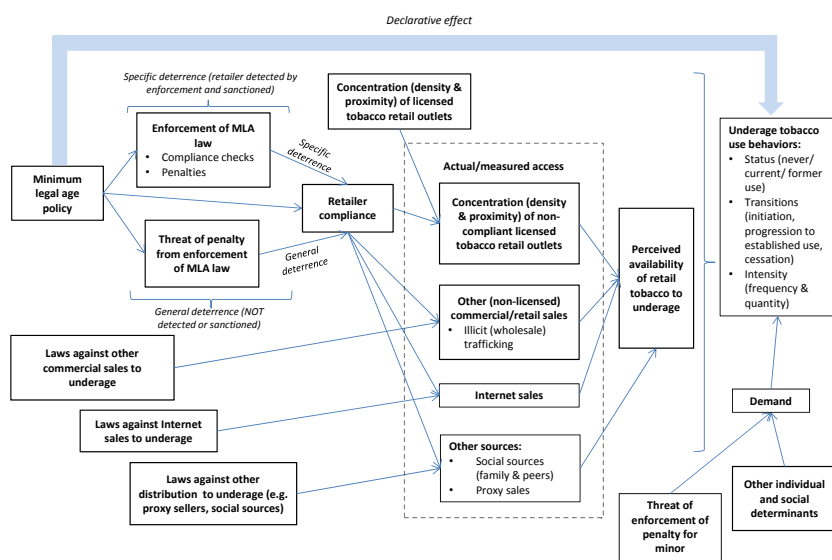 Declarative effect
Specific deterrence (retailer detected by
enforcement and sanctioned)
Concentration (density &
proximity) of licensed
tobacco retail outlets
Enforcement of MLA
law
• Compliance checks
• Penalties
Specific
deterrence
Minimum
legal age
policy
Retailer
compliance
Threat of penalty
from enforcement
of MLA law
General
deterrence
General deterrence (NOT
detected or sanctioned)
Actual/measured access
Concentration (density
& proximity) of non-
compliant licensed
tobacco retail outlets
Other (non-licensed)
commercial/retail sales
• Illicit (wholesale)
trafficking
Internet sales
Other sources:
• Social sources
(family & peers)
• Proxy sales
Perceived
availability
of retail
tobacco to
underage
Underage tobacco
use behaviors:
• Status (never/
current/ former
use)
• Transitions
(initiation,
progression to
established use,
cessation)
• Intensity
(frequency &
quantity)
Laws against other
commercial sales to
underage
Laws against Internet
sales to underage
Laws against other
distribution to underage (e.g.
proxy sellers, social sources)
Demand
Threat of
enforcement of
penalty for
minor
Other individual
and social
determinants